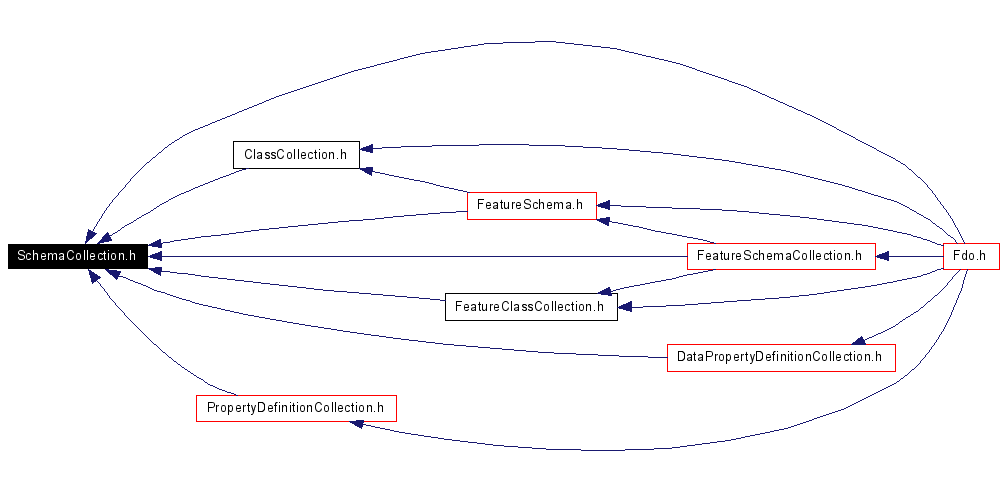 ClassCollection.h
FeatureSchema.h
SchemaCollection.h
FeatureSchemaCollection.h
Fdo.h
FeatureClassCollection.h
DataPropertyDefinitionCollection.h
PropertyDefinitionCollection.h